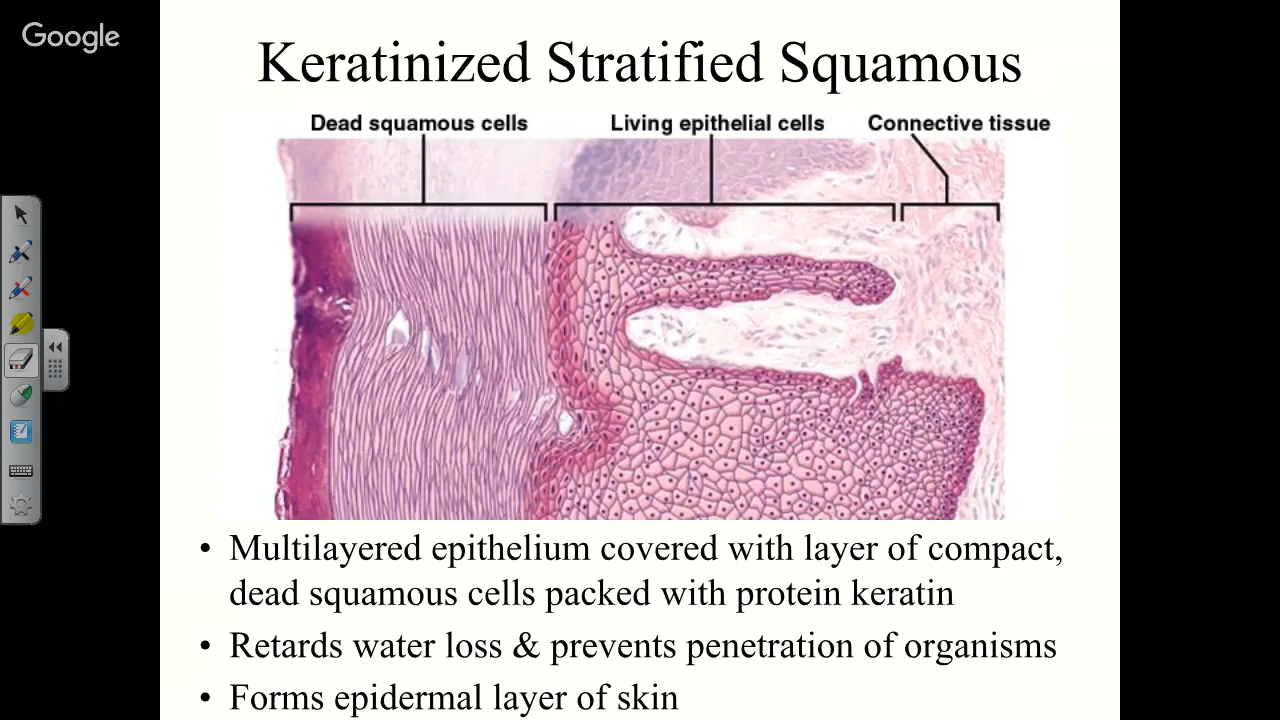 Google
Keratinized Stratified Squamous
Dead squamous cells
Living epithelial cells
Connective tissue
• Multilayered epithelium covered with layer of compact,
dead squamous cells packed with protein keratin
• Retards water loss & prevents penetration of organisms
• Forms epidermal layer of skin